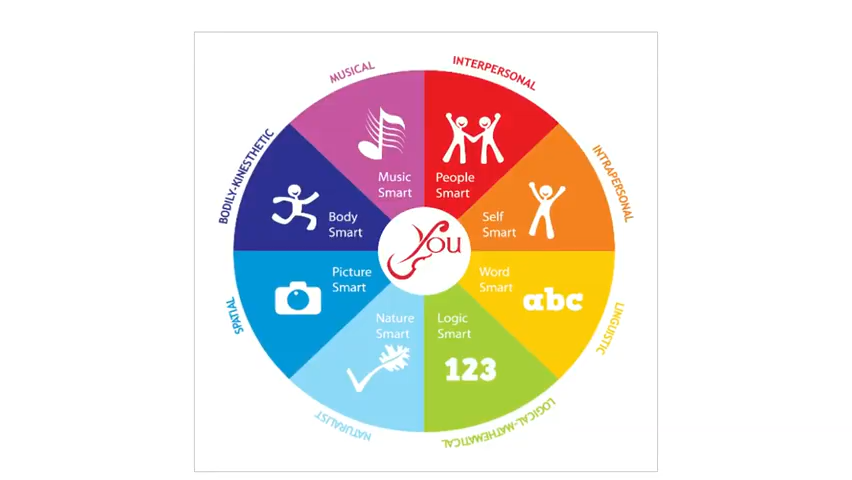 MUSICAL
INTERPERSONAL
BODILY-KINESTHETIC
INTRAPERSONAL
Music
Smart
People
Smart
Body
Smart
Self
Smart
You
Picture
Smart
Word
Smart
abc
Nature
Smart
Logic
Smart
123
SPATIAL
LINGUISTIC
NATURALIST
LOGICAL-MATHEMATICAL